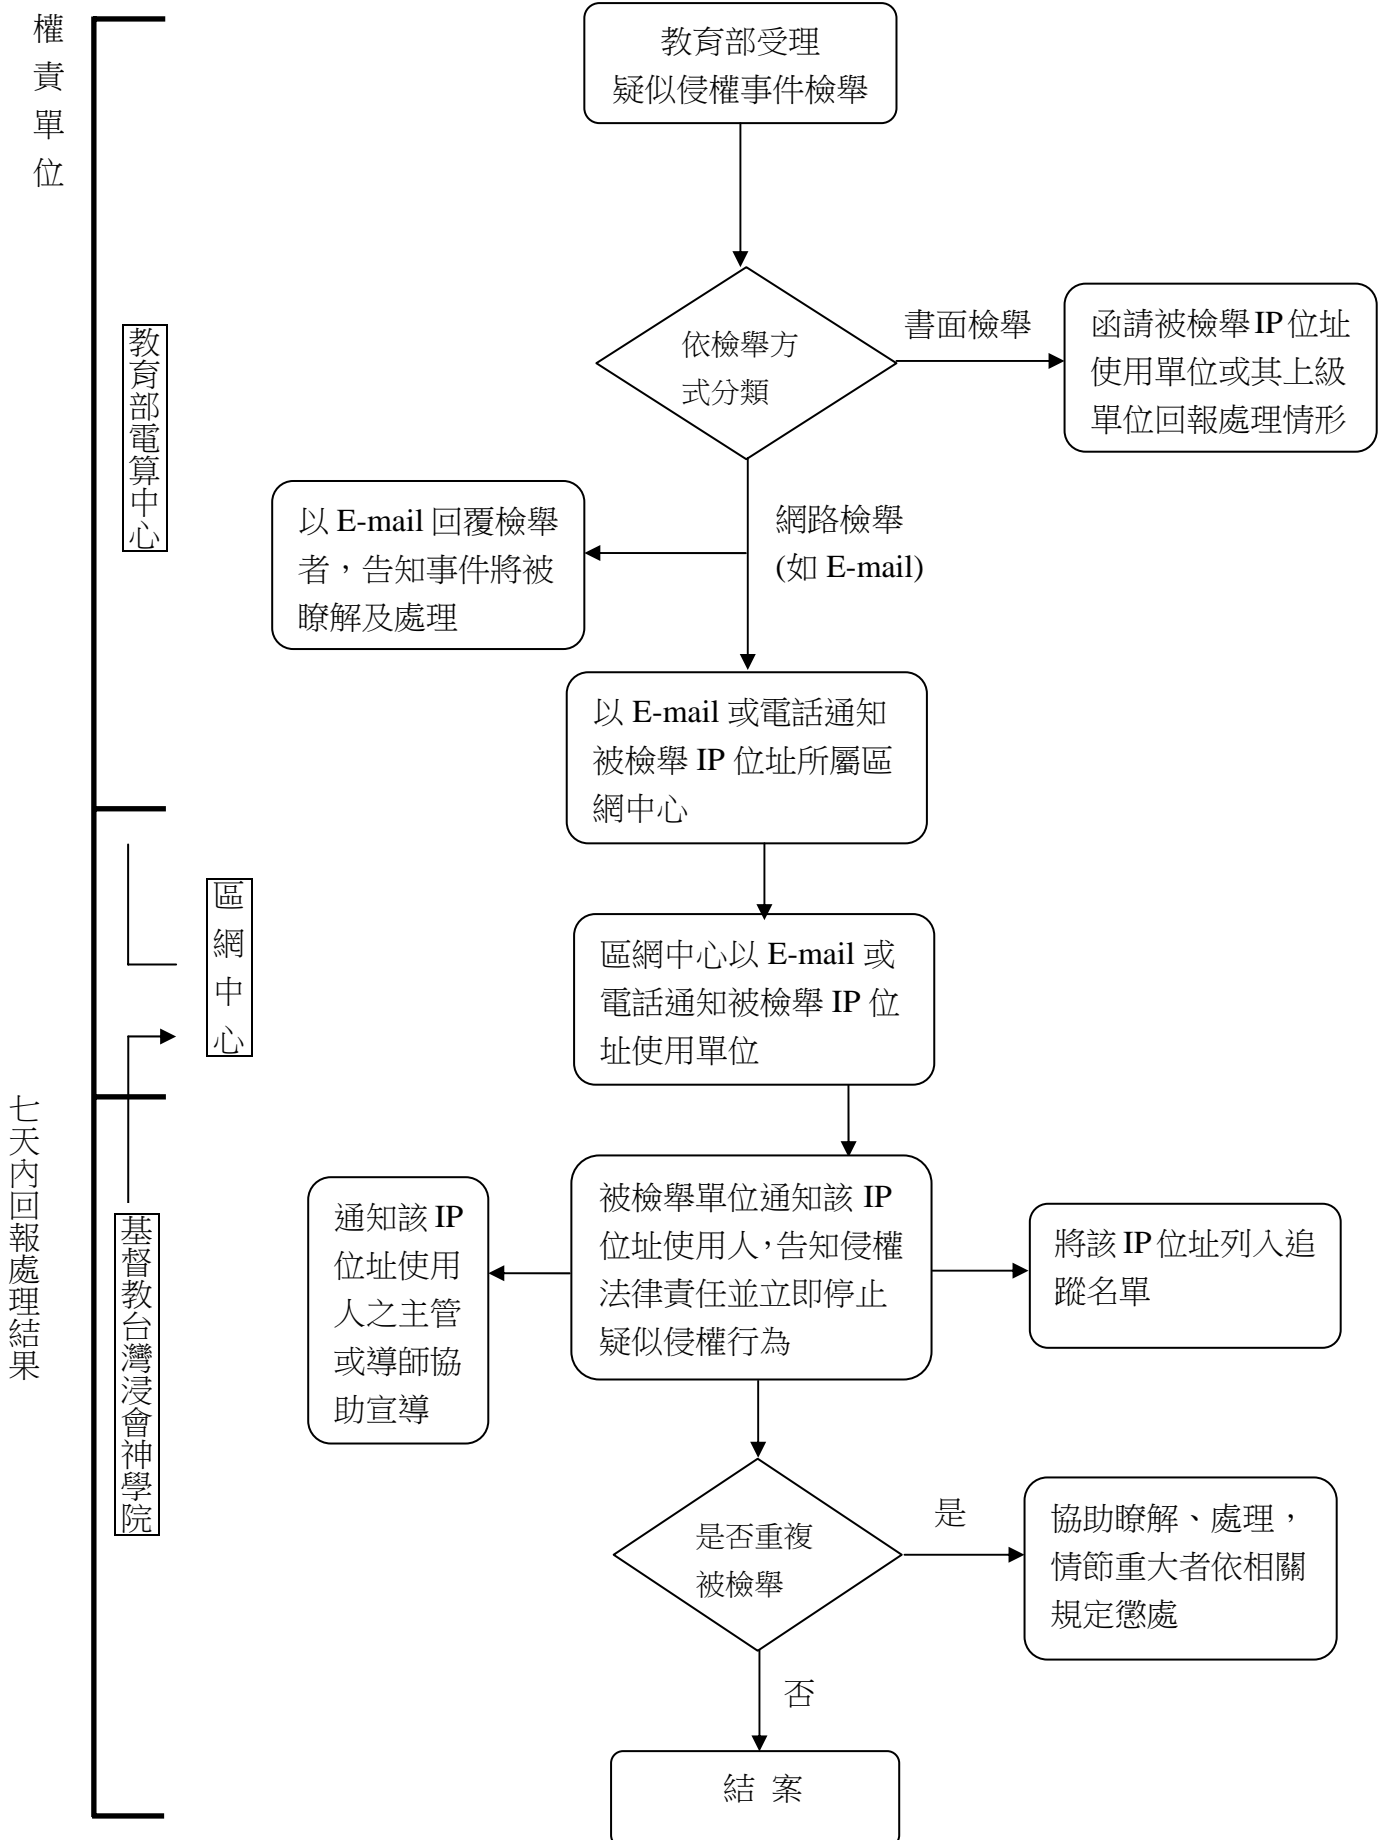 權責單位
教育部受理
疑似侵權事件檢舉
教育部電算中心
依檢舉方
式分類
書面檢舉
函請被檢舉 IP 位址
使用單位或其上級
單位回報處理情形
以 E-mail 回覆檢舉
者，告知事件將被
瞭解及處理
網路檢舉
(如 E-mail)
以 E-mail 或電話通知
被檢舉 IP 位址所屬區
網中心
區網中心
區網中心以 E-mail 或
電話通知被檢舉 IP 位
址使用單位
七天內回報處理結果
基督教台灣浸會神學院
通知該 IP
位址使用
人之主管
或導師協
助宣導
被檢舉單位通知該 IP
位址使用人，告知侵權
法律責任並立即停止
疑似侵權行為
將該 IP 位址列入追
蹤名單
是否重複
被檢舉
是
協助瞭解、處理，
情節重大者依相關
規定懲處
否
結 案